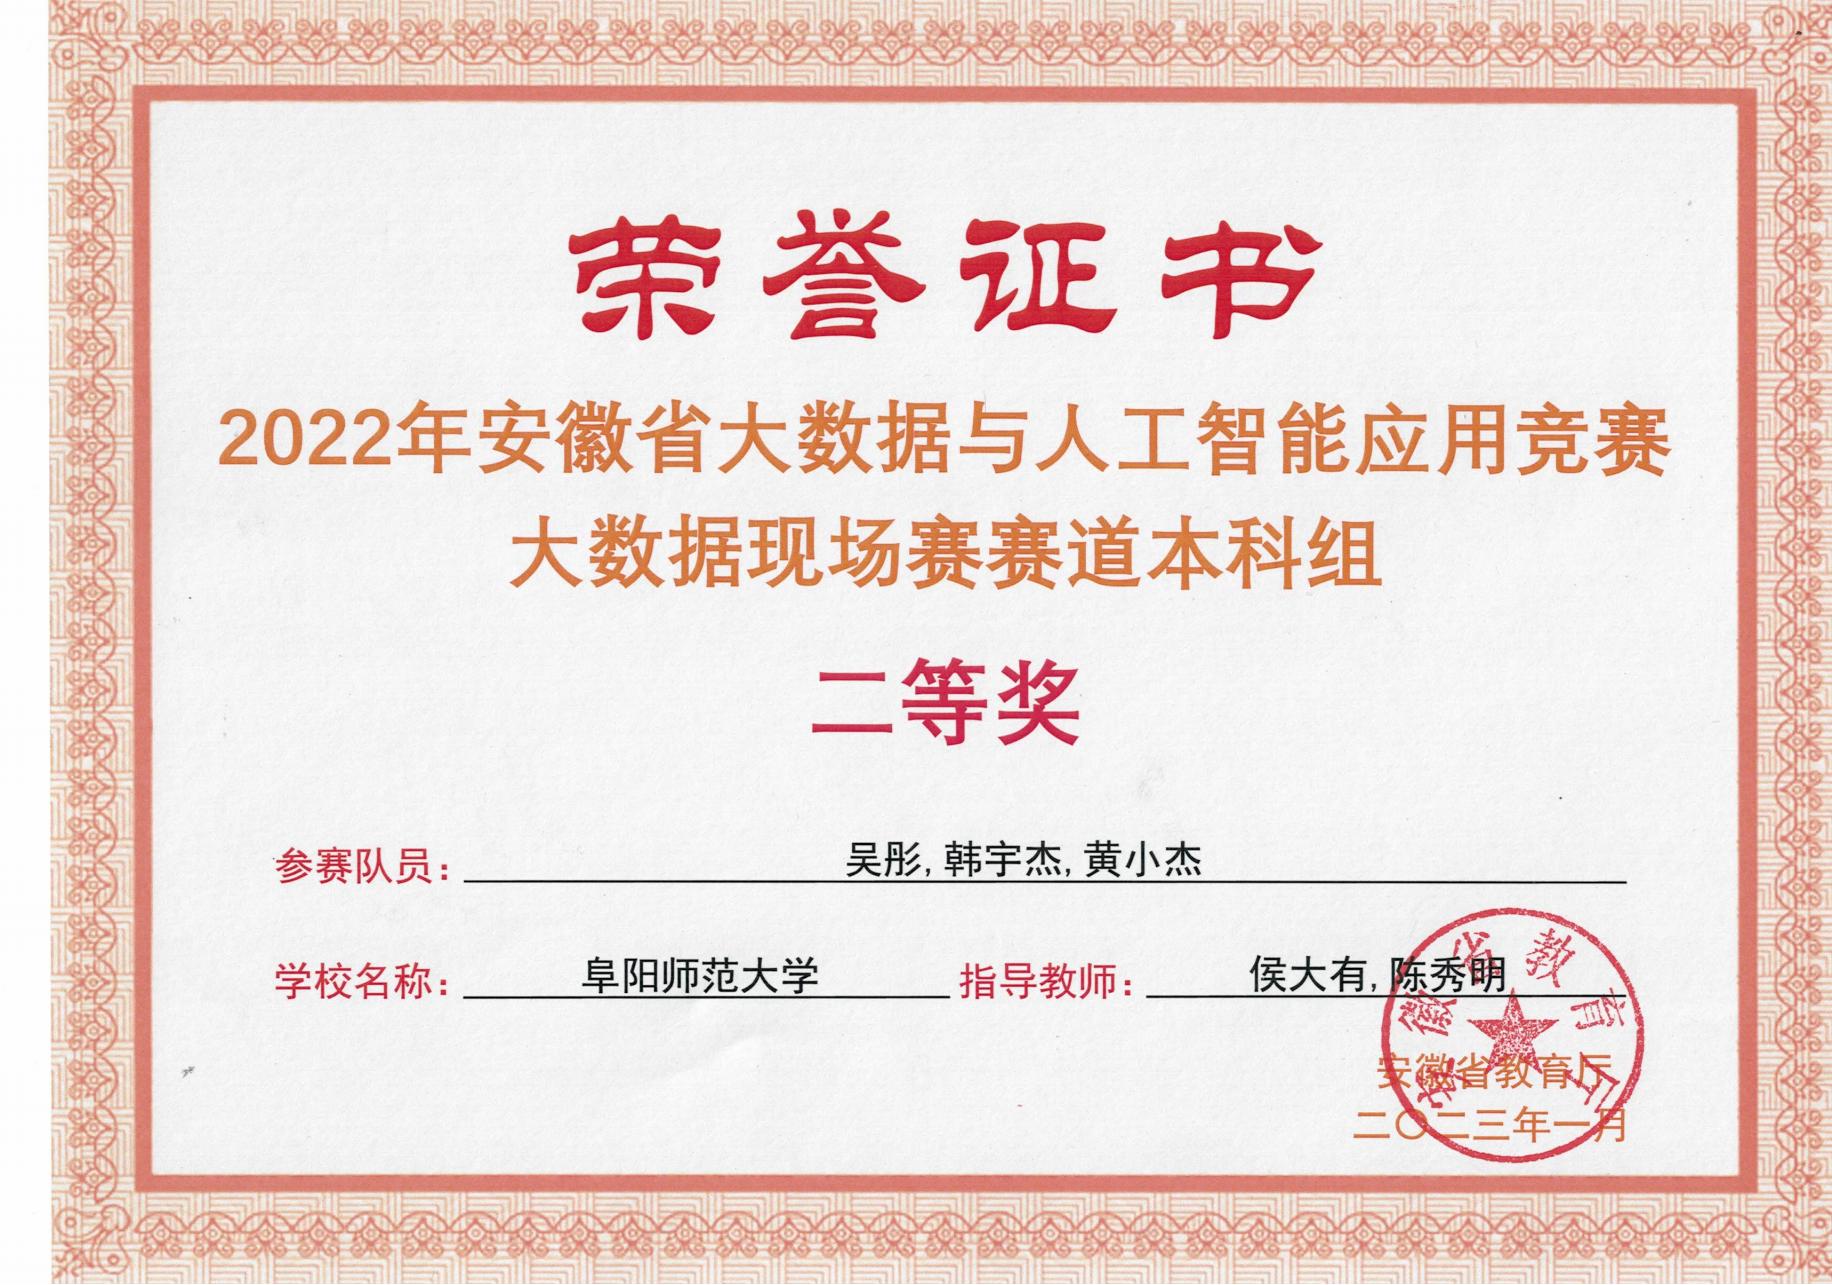 荣誉证书
2022年安徽省大数据与人工智能应用竞赛
大数据现场赛赛道本科组
二等奖
参赛队员: 吴彤, 韩宇杰, 黄小杰
学校名称: 阜阳师范大学 指导教师: 侯大有, 陈秀明
安徽省教育厅
安徽省教育厅
二〇二三年一月